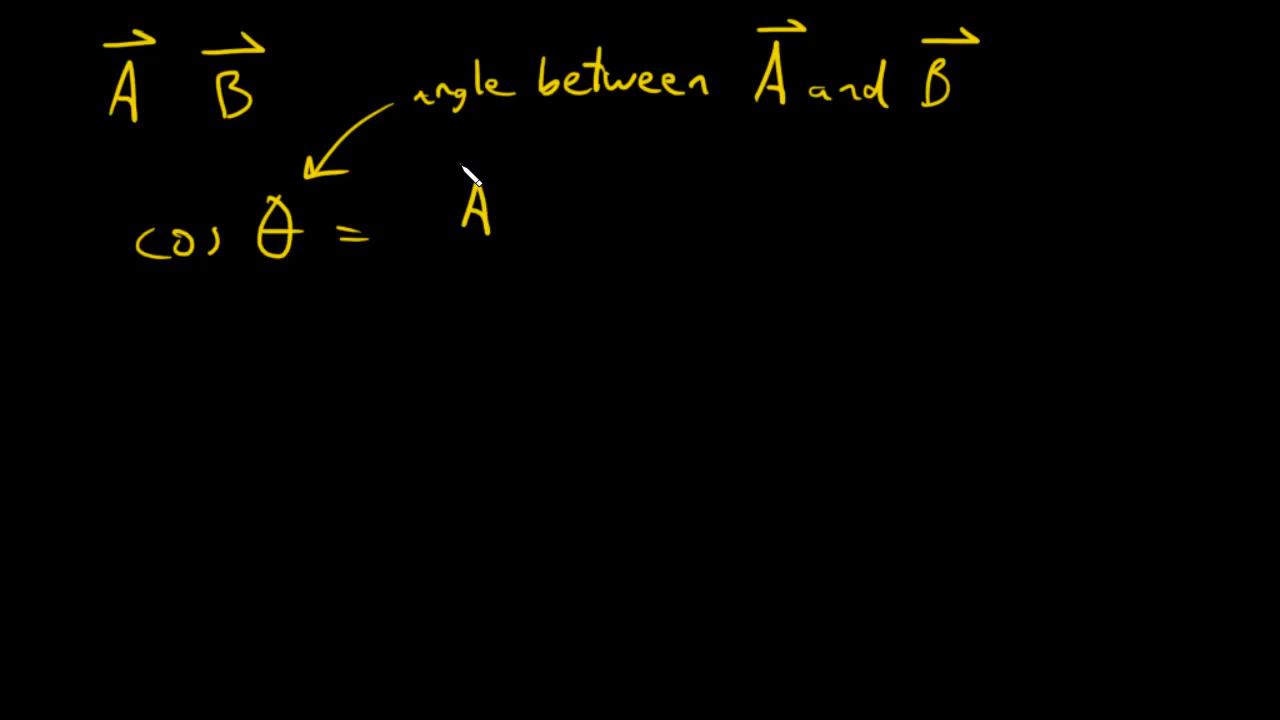 A⃗ B⃗ angle between A⃗ and B⃗
cos θ = A